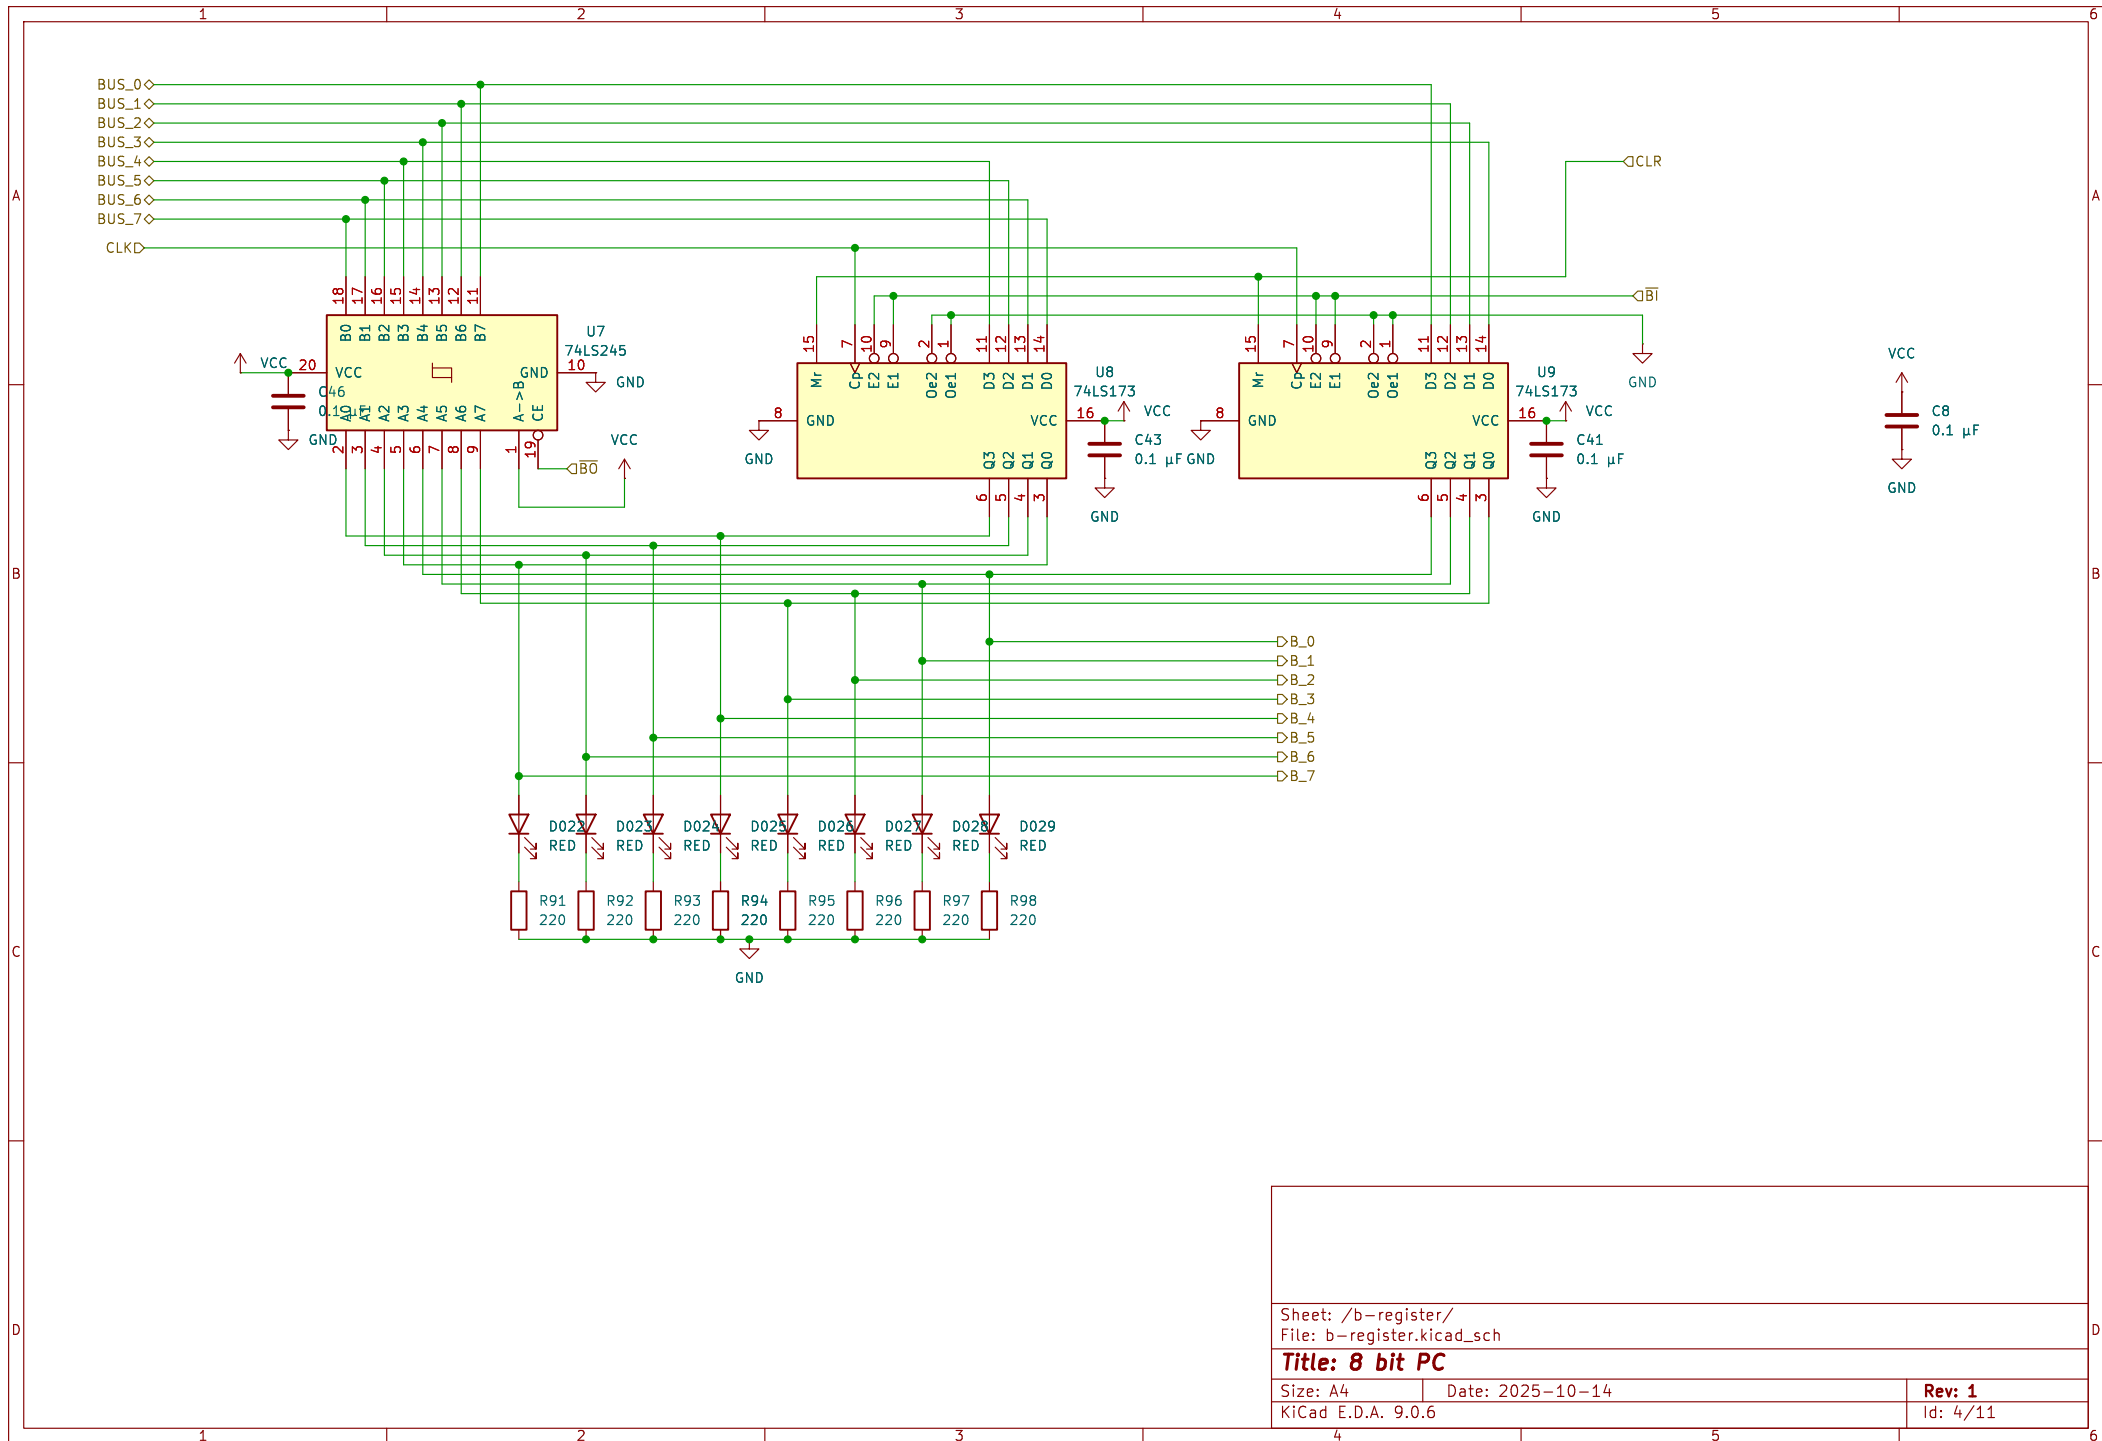 1 2 3 4 5 6
BUS_0
BUS_1
BUS_2
BUS_3
BUS_4
BUS_5
BUS_6
BUS_7
CLK
CLR
BI
A A
18 17 16 15 14 13 12 11
B0 B1 B2 B3 B4 B5 B6 B7
U7
74LS245
VCC 20 VCC
GND 10
GND
C46
0.1 µF
GND
A0 A1 A2 A3 A4 A5 A6 A7 A->B CE
2 3 4 5 6 7 8 9 1 19
BO
VCC
15 7 10 9 2 1 11 12 13 14
Mr Cp E2 E1 Oe2 Oe1 D3 D2 D1 D0
U8
74LS173
8 GND
GND
VCC 16
VCC
C43
0.1 µF
GND
Q3 Q2 Q1 Q0
6 5 4 3
15 7 10 9 2 1 11 12 13 14
Mr Cp E2 E1 Oe2 Oe1 D3 D2 D1 D0
U9
74LS173
8 GND
GND
VCC 16
VCC
C41
0.1 µF
GND
Q3 Q2 Q1 Q0
6 5 4 3
GND
VCC
C8
0.1 µF
GND
B B
B_0
B_1
B_2
B_3
B_4
B_5
B_6
B_7
D022 D023 D024 D025 D026 D027 D028 D029
RED RED RED RED RED RED RED RED
R91 R92 R93 R94 R95 R96 R97 R98
220 220 220 220 220 220 220 220
GND
C C
D D
Sheet: /b-register/
File: b-register.kicad_sch
Title: 8 bit PC
Size: A4 Date: 2025-10-14 Rev: 1
KiCad E.D.A. 9.0.6 Id: 4/11
1 2 3 4 5 6